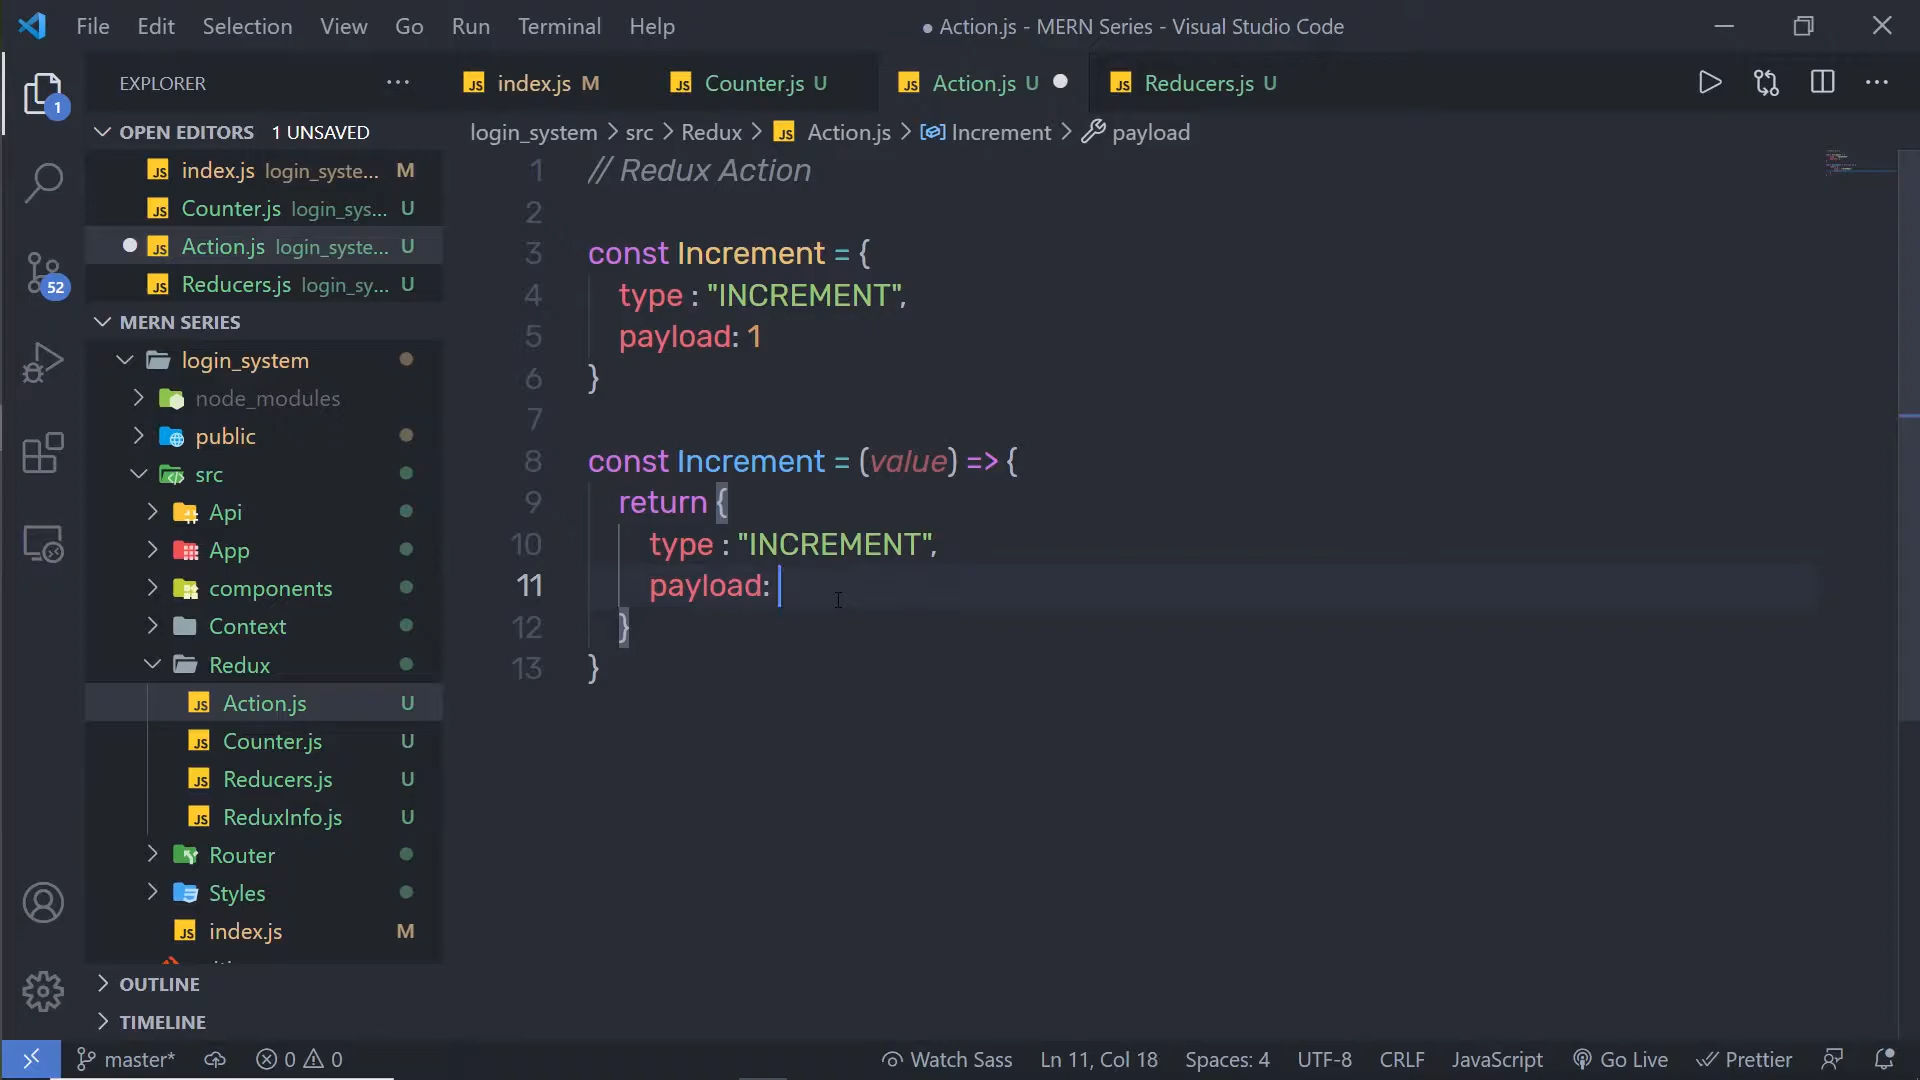 File Edit Selection View Go Run Terminal Help
● Action.js - MERN Series - Visual Studio Code
EXPLORER
index.js M
Counter.js U
Action.js U
Reducers.js U
1
OPEN EDITORS 1 UNSAVED
index.js login_syste... M
Counter.js login_sys... U
Action.js login_syste... U
Reducers.js login_sy... U
52
MERN SERIES
login_system
node_modules
public
src
Api
App
components
Context
Redux
Action.js U
Counter.js U
Reducers.js U
ReduxInfo.js U
Router
Styles
index.js M
OUTLINE
TIMELINE
login_system > src > Redux > JS Action.js > Increment > payload
1 // Redux Action
2
3 const Increment = {
4 type : "INCREMENT",
5 payload: 1
6 }
7
8 const Increment = (value) => {
9 return {
10 type : "INCREMENT",
11 payload:
12 }
13 }
master* 0 0 Watch Sass Ln 11, Col 18 Spaces: 4 UTF-8 CRLF JavaScript Go Live Prettier